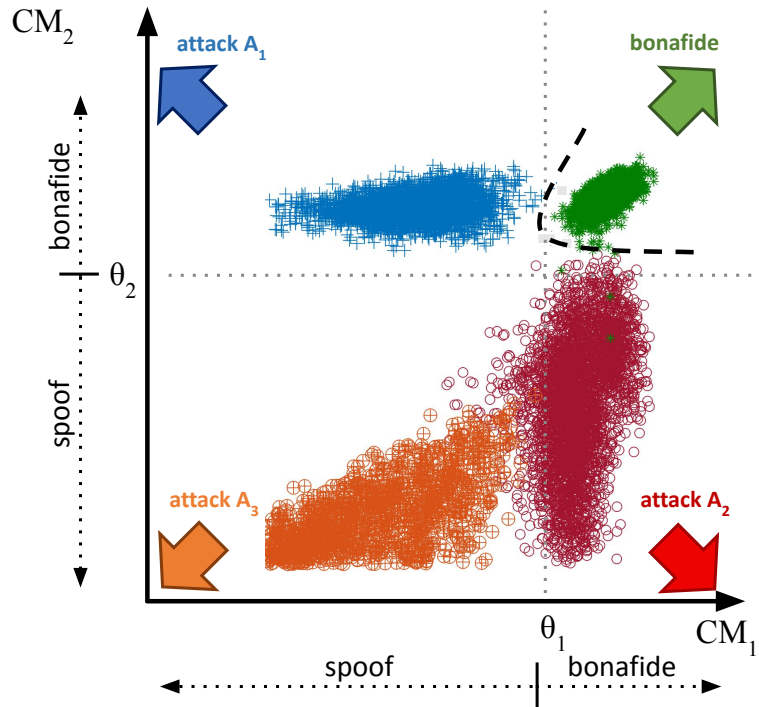 CM2
attack A1
bonafide
bonafide
θ2
spoof
attack A3
attack A2
θ1
CM1
spoof
bonafide